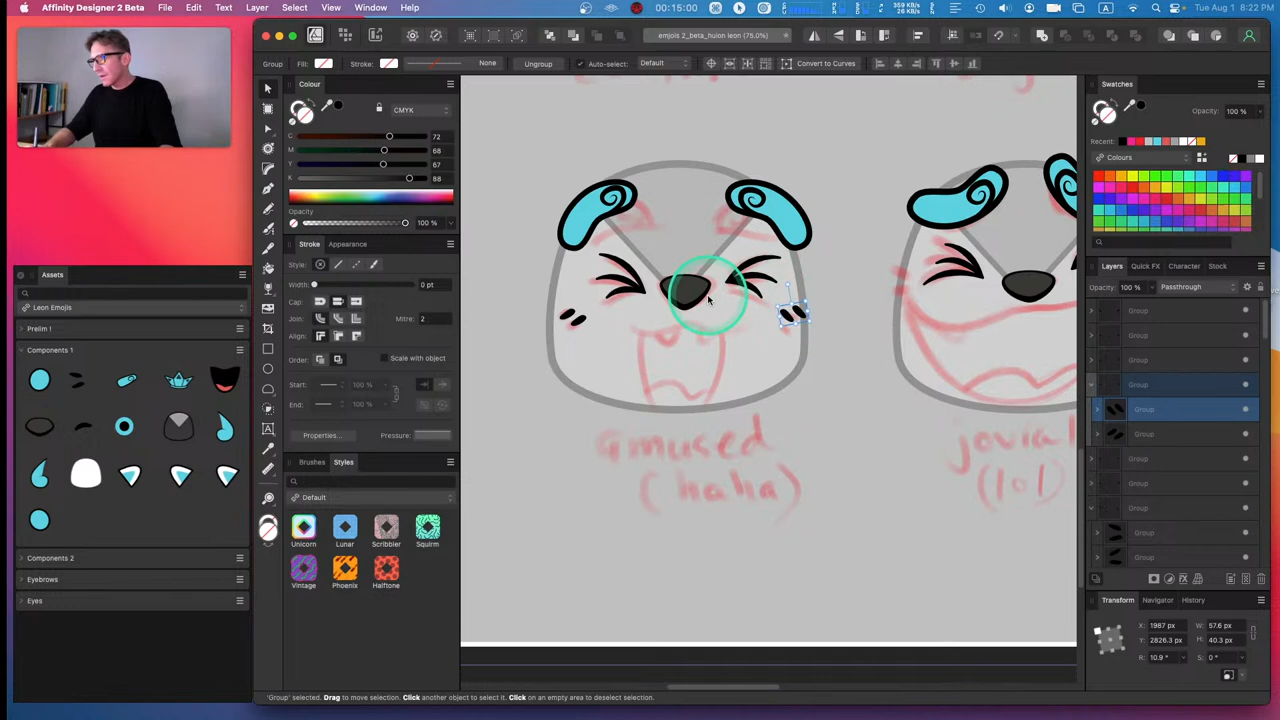 Affinity Designer 2 Beta File Edit Text Layer Select View Window Help
00:15:00
Tue Aug 1 8:22 PM
emjois 2_beta_huion leon (75.0%)
Group Fill: Stroke: None Ungroup Auto-select: Default Convert to Curves
Colour
CMYK
C 72
M 68
Y 67
K 88
Opacity
100 %
Stroke Appearance
Style:
Width: 0 pt
Cap:
Join: Mitre: 2
Align:
Order: Scale with object
Start: 100 %
End: 100 %
Properties... Pressure:
Brushes Styles
Default
Unicorn Lunar Scribbler Squirm
Vintage Phoenix Halftone
Assets
Leon Emojis
Prelim !
Components 1
Components 2
Eyebrows
Eyes
amused
(haha)
jovial
(lol)
Swatches
Opacity: 100 %
Recent:
Colours
Layers Quick FX Character Stock
Opacity: 100 % Passthrough
Group
Group
Group
Group
Group
Group
Group
Group
Group
Group
Group
Transform Navigator History
X: 1987 px W: 57.6 px
Y: 2826.3 px H: 40.3 px
R: 10.9 ° S: 0 °
'Group' selected. Drag to move selection. Click another object to select it. Click on an empty area to deselect selection.